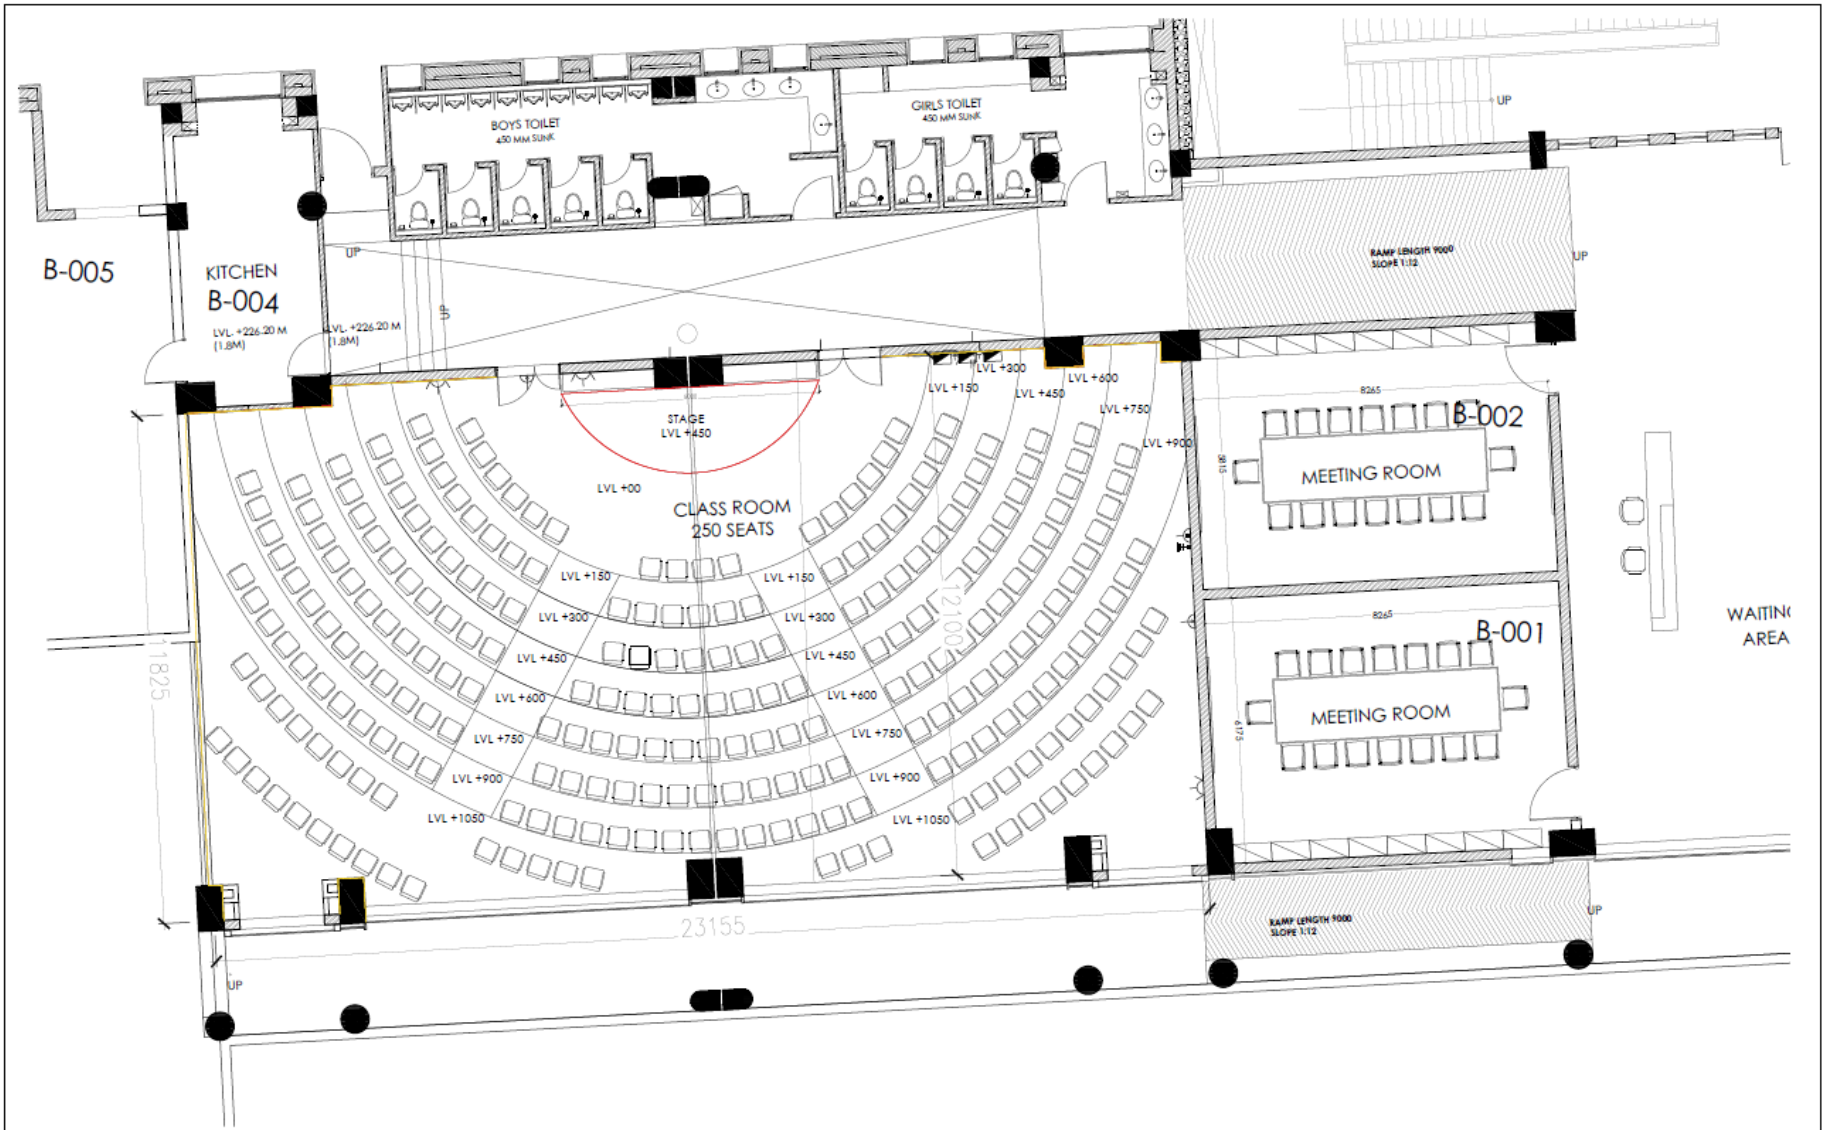 UP
BOYS TOILET
450 MM SUNK
GIRLS TOILET
450 MM SUNK
B-005
KITCHEN
B-004
LVL. +226.20 M
(1.8M)
UP
UP
LVL. +226.20 M
(1.8M)
RAMP LENGTH 9000
SLOPE 1:12
UP
STAGE
LVL +450
LVL +00
CLASS ROOM
250 SEATS
LVL +150
LVL +300
LVL +450
LVL +600
LVL +750
LVL +900
8265
B-002
5815
MEETING ROOM
LVL +150
LVL +150
LVL +300
LVL +300
LVL +450
LVL +450
LVL +600
LVL +600
LVL +750
LVL +750
LVL +900
LVL +900
LVL +1050
LVL +1050
12100
11825
8265
B-001
6175
MEETING ROOM
WAITING
AREA
23155
RAMP LENGTH 9000
SLOPE 1:12
UP
UP